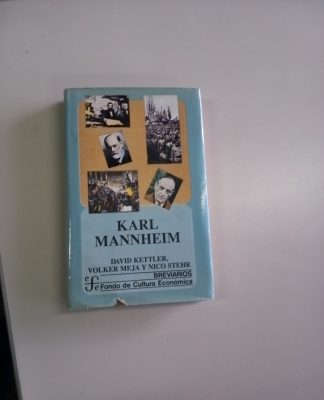 KARL
MANNHEIM
DAVID KETTLER,
VOLKER MEJA Y NICO STEHR
BREVIARIOS
Fondo de Cultura Económica